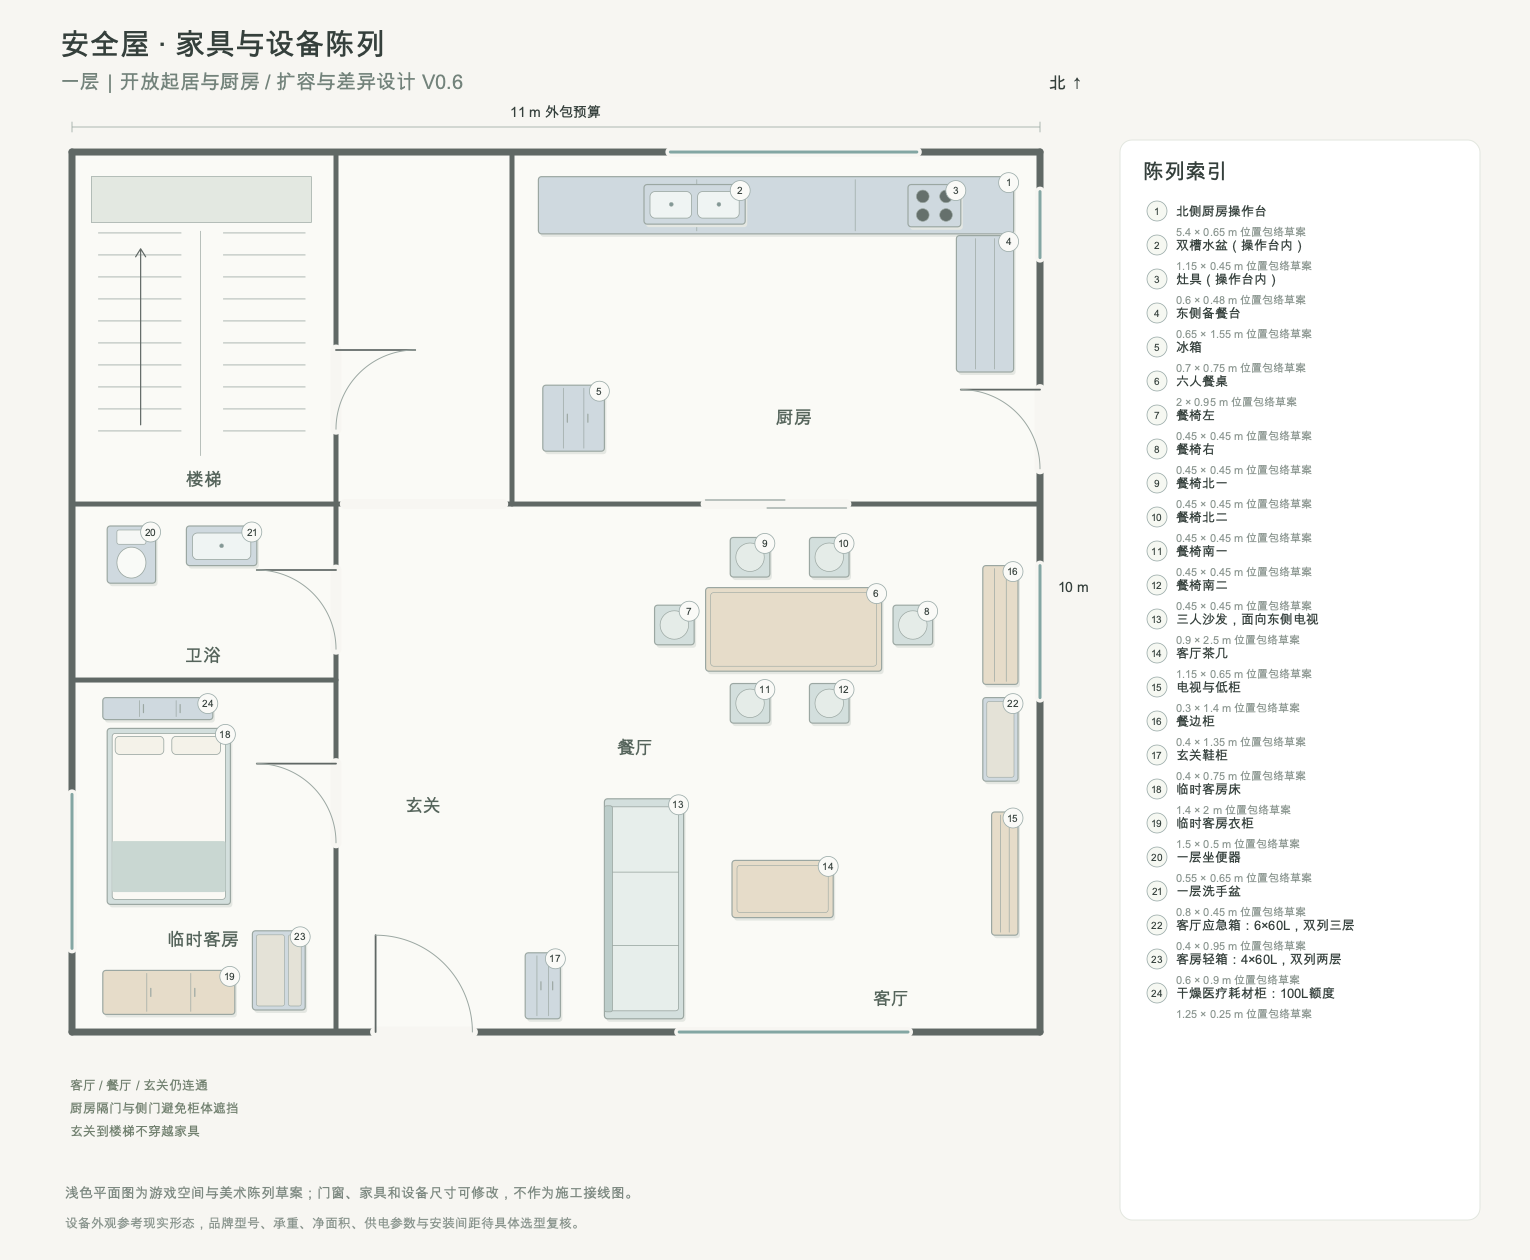 安全屋 · 家具与设备陈列
一层 | 开放起居与厨房 / 扩容与差异设计 V0.6
北 ↑
11 m 外包预算
10 m
1
2
3
4
5
厨房
楼梯
20
21
卫浴
9
10
16
6
7
8
11
12
22
24
18
餐厅
玄关
13
15
14
临时客房
23
19
17
客厅
陈列索引
1 北侧厨房操作台
5.4 × 0.65 m 位置包络草案
2 双槽水盆（操作台内）
1.15 × 0.45 m 位置包络草案
3 灶具（操作台内）
0.6 × 0.48 m 位置包络草案
4 东侧备餐台
0.65 × 1.55 m 位置包络草案
5 冰箱
0.7 × 0.75 m 位置包络草案
6 六人餐桌
2 × 0.95 m 位置包络草案
7 餐椅左
0.45 × 0.45 m 位置包络草案
8 餐椅右
0.45 × 0.45 m 位置包络草案
9 餐椅北一
0.45 × 0.45 m 位置包络草案
10 餐椅北二
0.45 × 0.45 m 位置包络草案
11 餐椅南一
0.45 × 0.45 m 位置包络草案
12 餐椅南二
0.45 × 0.45 m 位置包络草案
13 三人沙发，面向东侧电视
0.9 × 2.5 m 位置包络草案
14 客厅茶几
1.15 × 0.65 m 位置包络草案
15 电视与低柜
0.3 × 1.4 m 位置包络草案
16 餐边柜
0.4 × 1.35 m 位置包络草案
17 玄关鞋柜
0.4 × 0.75 m 位置包络草案
18 临时客房床
1.4 × 2 m 位置包络草案
19 临时客房衣柜
1.5 × 0.5 m 位置包络草案
20 一层坐便器
0.55 × 0.65 m 位置包络草案
21 一层洗手盆
0.8 × 0.45 m 位置包络草案
22 客厅应急箱：6×60L，双列三层
0.4 × 0.95 m 位置包络草案
23 客房轻箱：4×60L，双列两层
0.6 × 0.9 m 位置包络草案
24 干燥医疗耗材柜：100L额度
1.25 × 0.25 m 位置包络草案
客厅 / 餐厅 / 玄关仍连通
厨房隔门与侧门避免柜体遮挡
玄关到楼梯不穿越家具
浅色平面图为游戏空间与美术陈列草案；门窗、家具和设备尺寸可修改，不作为施工接线图。
设备外观参考现实形态，品牌型号、承重、净面积、供电参数与安装间距待具体选型复核。